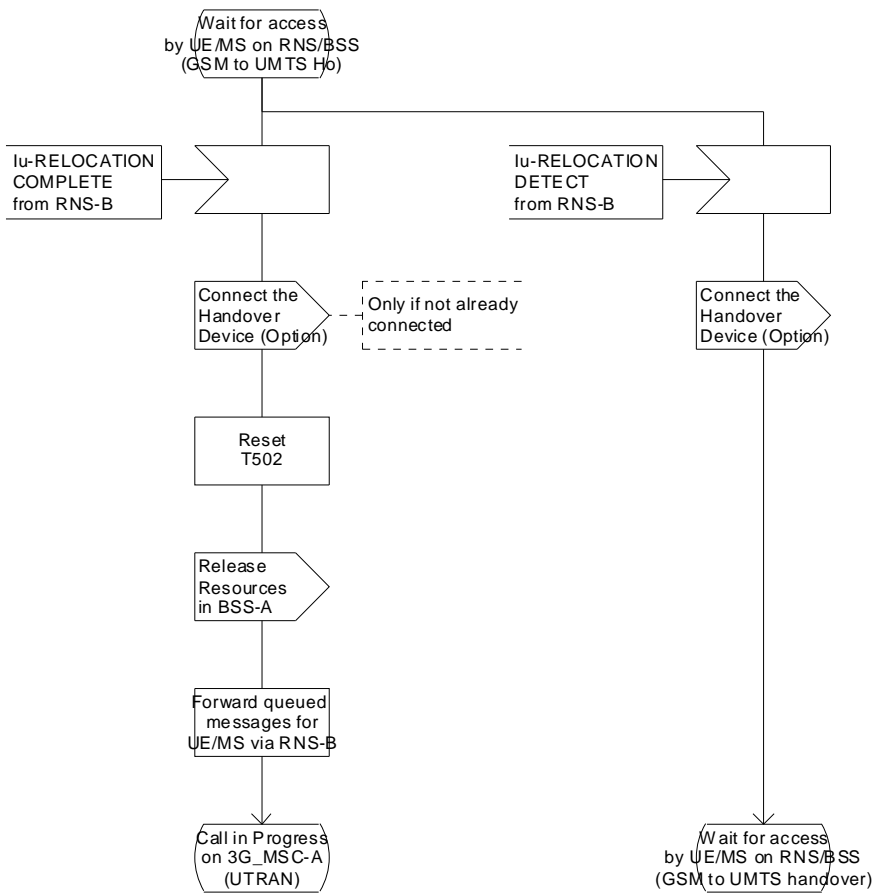 Wait for access
by UE/MS on RNS/BSS
(GSM to UMTS Ho)
Iu-RELOCATION
COMPLETE
from RNS-B
Iu-RELOCATION
DETECT
from RNS-B
Connect the
Handover
Device (Option)
Only if not already
connected
Connect the
Handover
Device (Option)
Reset
T502
Release
Resources
in BSS-A
Forward queued
messages for
UE/MS via RNS-B
Call in Progress
on 3G_MSC-A
(UTRAN)
Wait for access
by UE/MS on RNS/BSS
(GSM to UMTS handover)